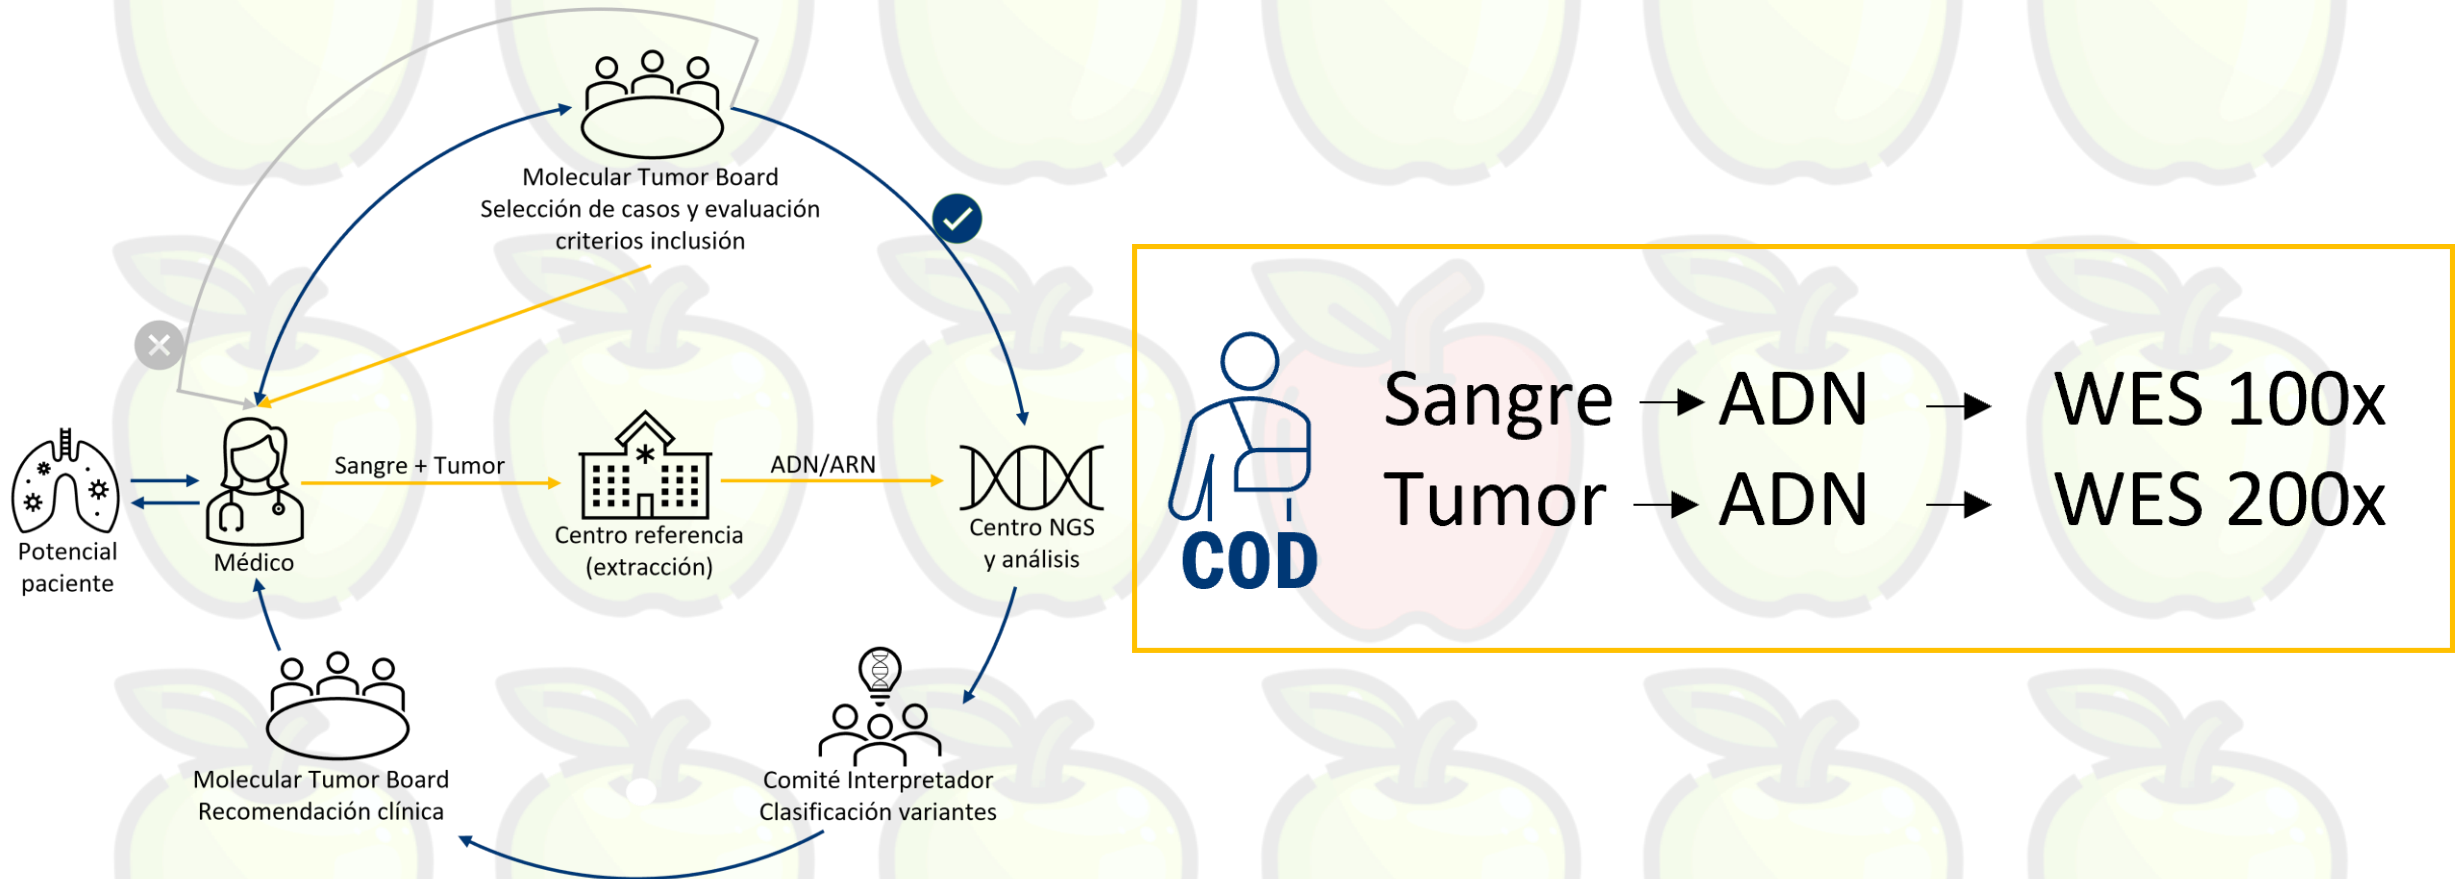 Molecular Tumor Board
Selección de casos y evaluación
criterios inclusión
Sangre + Tumor
ADN/ARN
Potencial
paciente
Médico
Centro referencia
(extracción)
Centro NGS
y análisis
Molecular Tumor Board
Recomendación clínica
Comité Interpretador
Clasificación variantes
COD
Sangre → ADN → WES 100x
Tumor → ADN → WES 200x